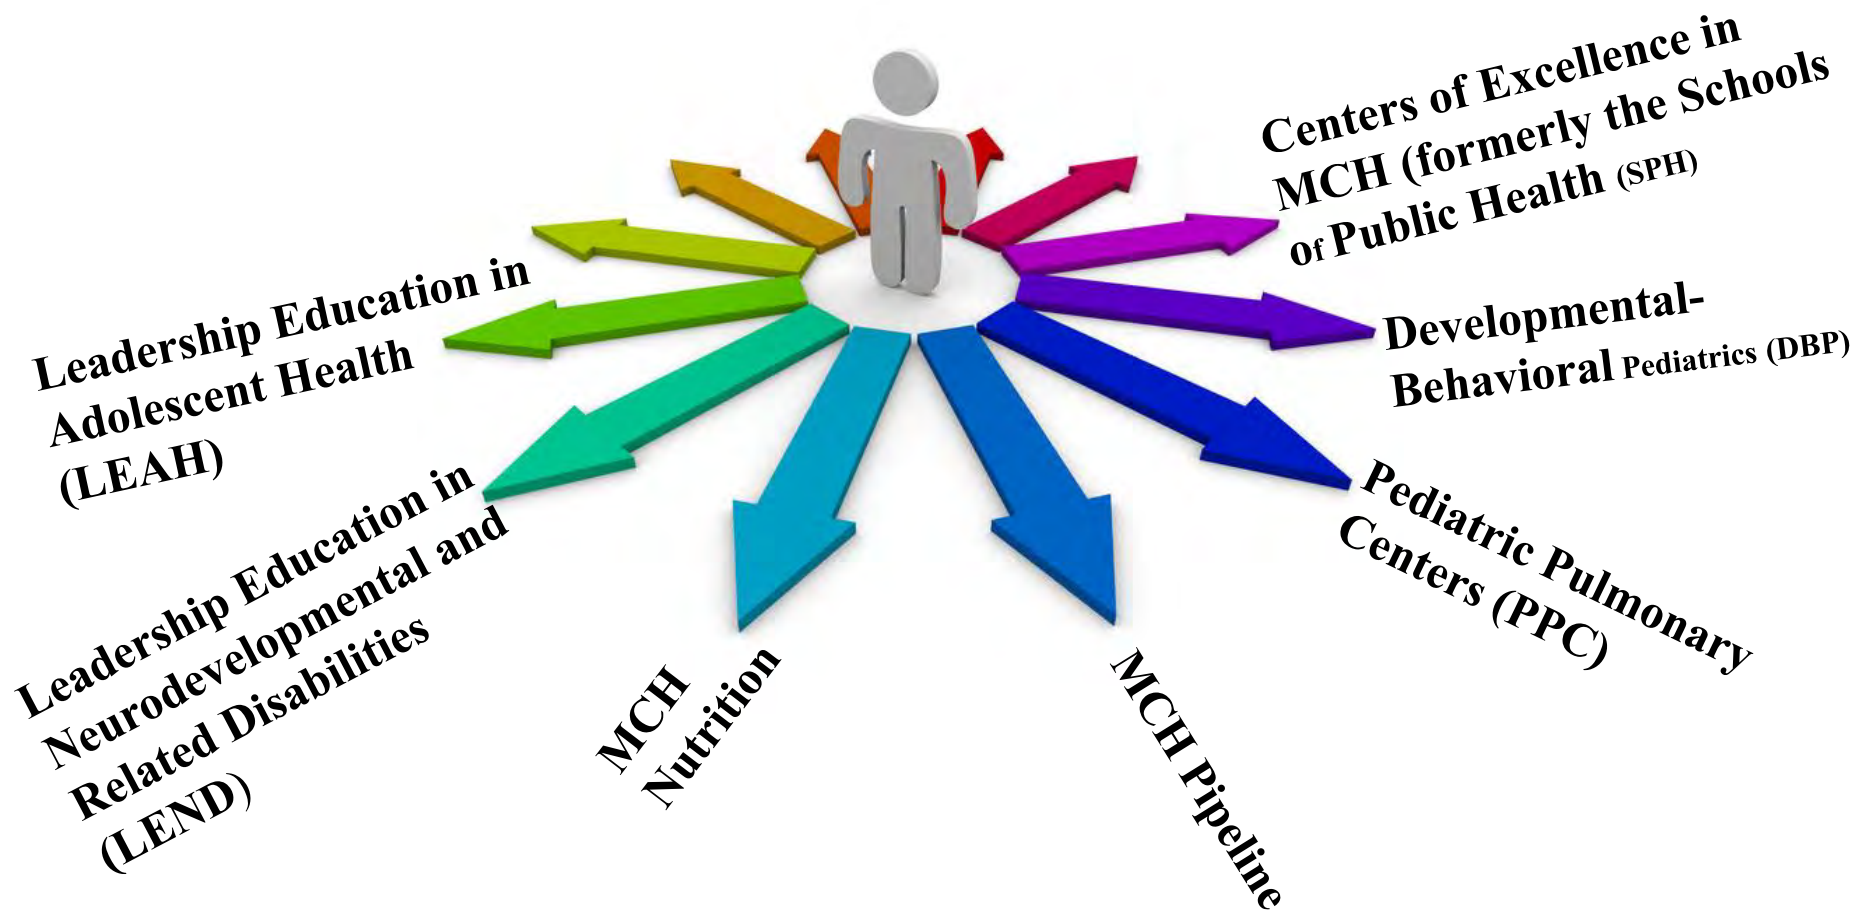 Centers of Excellence in
MCH (formerly the Schools
of Public Health (SPH)
Developmental-
Behavioral Pediatrics (DBP)
Pediatric Pulmonary
Centers (PPC)
MCH Pipeline
MCH
Nutrition
Leadership Education in
Neurodevelopmental and
Related Disabilities
(LEND)
Leadership Education in
Adolescent Health
(LEAH)